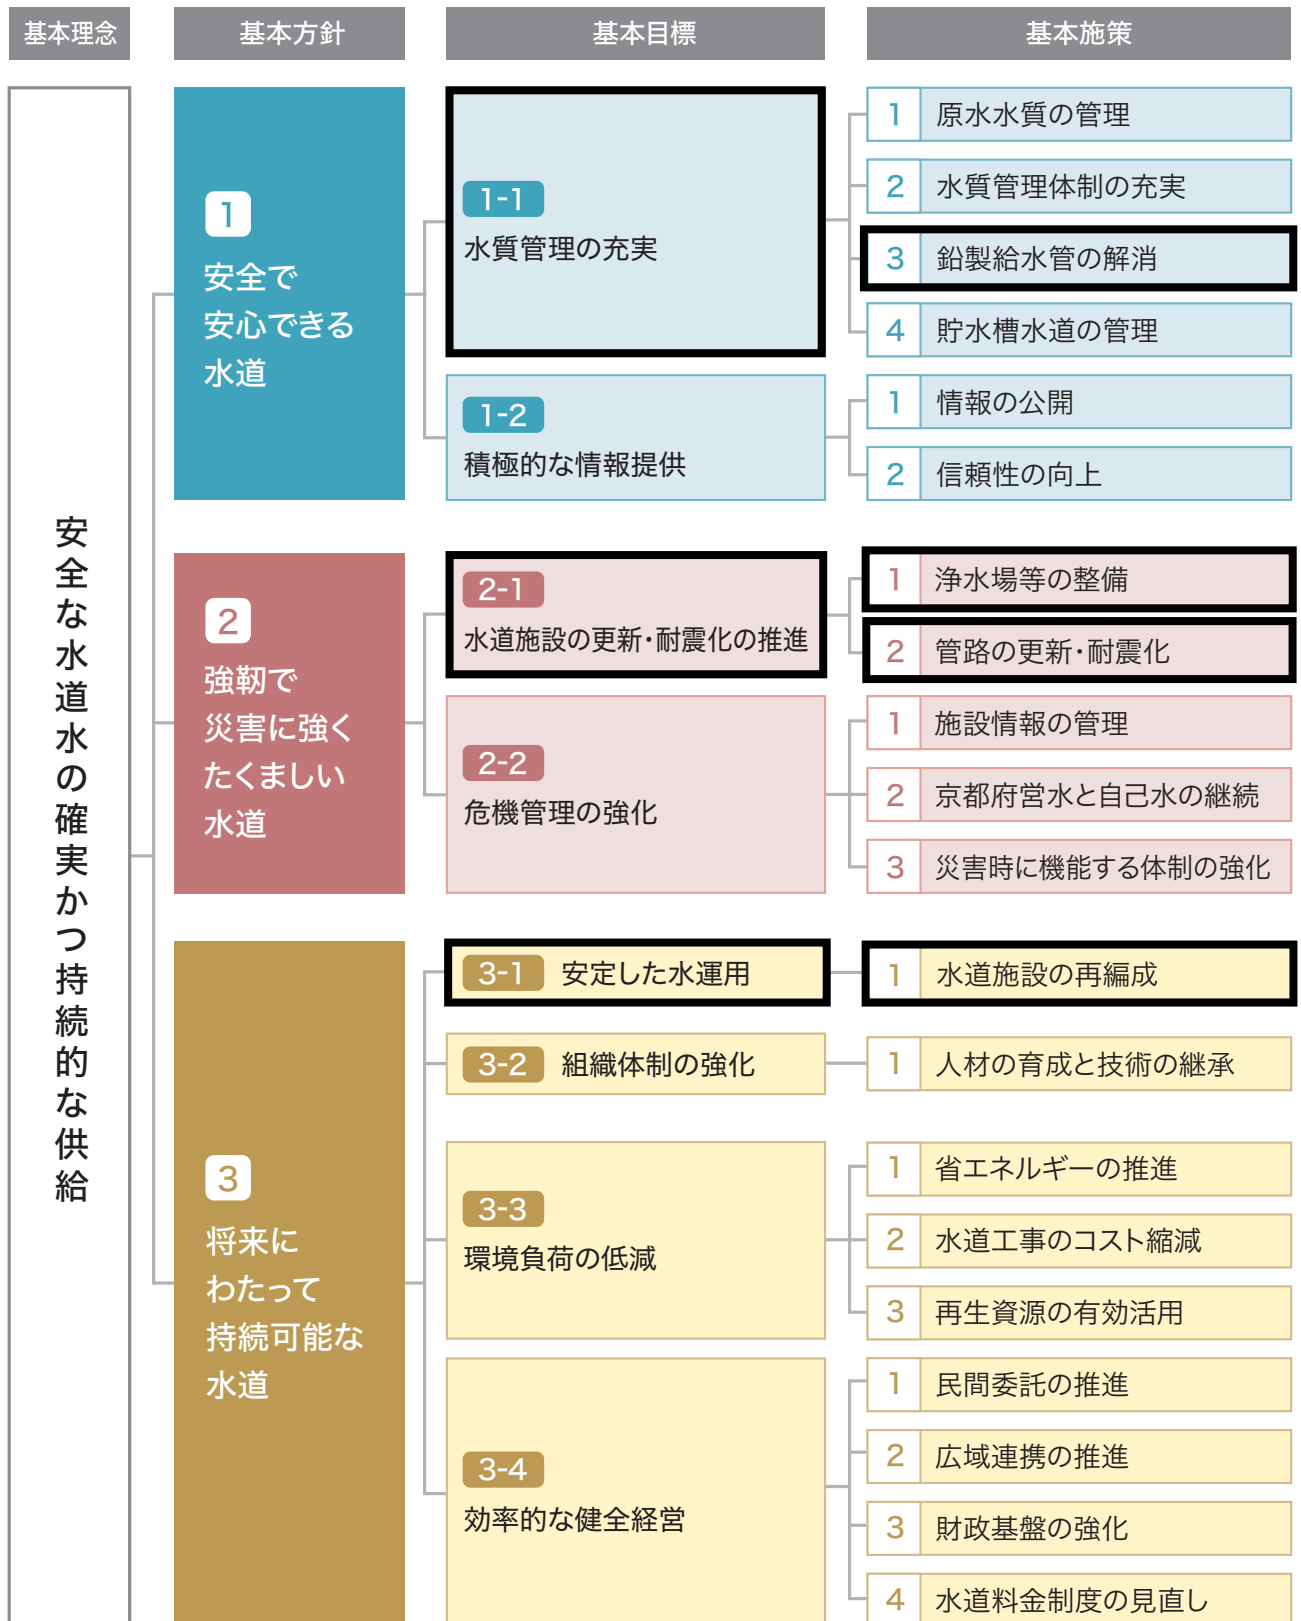 基本理念
基本方針
基本目標
基本施策
安全な水道水の確実かつ持続的な供給
1
安全で
安心できる
水道
1-1
水質管理の充実
1 原水水質の管理
2 水質管理体制の充実
3 鉛製給水管の解消
4 貯水槽水道の管理
1-2
積極的な情報提供
1 情報の公開
2 信頼性の向上
2
強靭で
災害に強く
たくましい
水道
2-1
水道施設の更新・耐震化の推進
1 浄水場等の整備
2 管路の更新・耐震化
2-2
危機管理の強化
1 施設情報の管理
2 京都府営水と自己水の継続
3 災害時に機能する体制の強化
3
将来に
わたって
持続可能な
水道
3-1 安定した水運用
1 水道施設の再編成
3-2 組織体制の強化
1 人材の育成と技術の継承
3-3
環境負荷の低減
1 省エネルギーの推進
2 水道工事のコスト縮減
3 再生資源の有効活用
3-4
効率的な健全経営
1 民間委託の推進
2 広域連携の推進
3 財政基盤の強化
4 水道料金制度の見直し